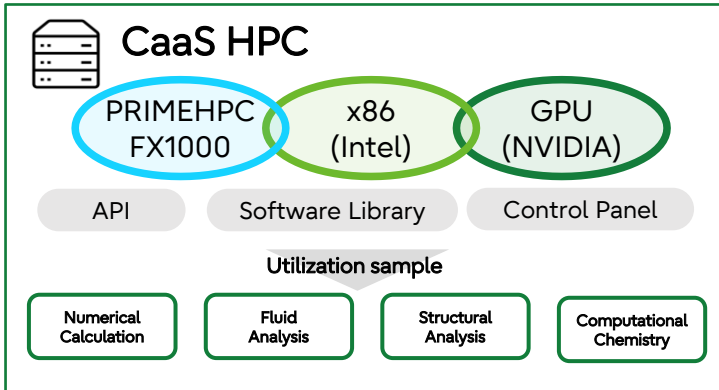 CaaS HPC
PRIMEHPC
FX1000
x86
(Intel)
GPU
(NVIDIA)
API
Software Library
Control Panel
Utilization sample
Numerical
Calculation
Fluid
Analysis
Structural
Analysis
Computational
Chemistry